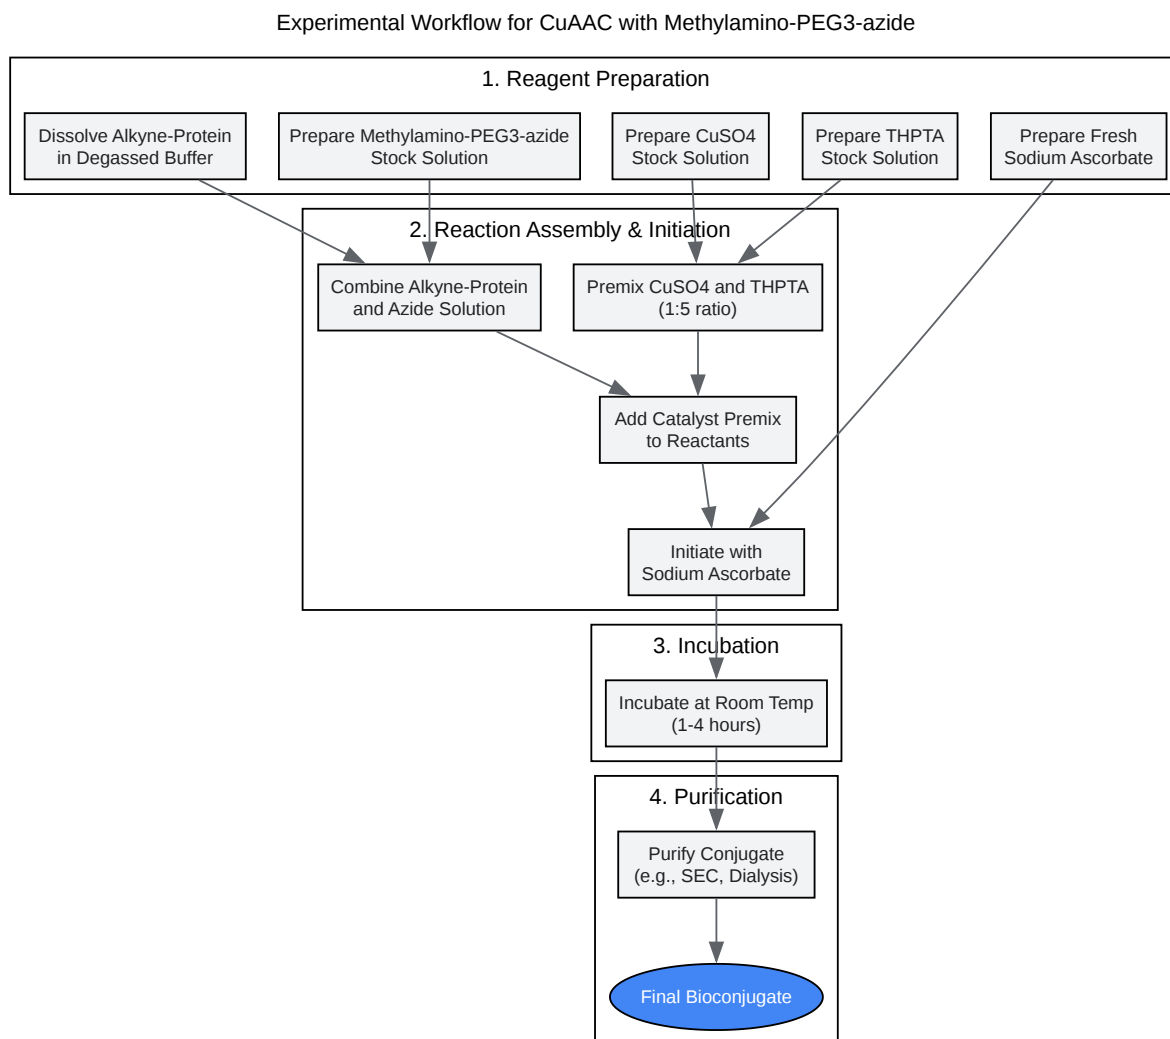 Experimental Workflow for CuAAC with Methylamino-PEG3-azide
1. Reagent Preparation
Dissolve Alkyne-Protein
in Degassed Buffer
Prepare Methylamino-PEG3-azide
Stock Solution
Prepare CuSO4
Stock Solution
Prepare THPTA
Stock Solution
Prepare Fresh
Sodium Ascorbate
2. Reaction Assembly & Initiation
Combine Alkyne-Protein
and Azide Solution
Premix CuSO4 and THPTA
(1:5 ratio)
Add Catalyst Premix
to Reactants
Initiate with
Sodium Ascorbate
3. Incubation
Incubate at Room Temp
(1-4 hours)
4. Purification
Purify Conjugate
(e.g., SEC, Dialysis)
Final Bioconjugate